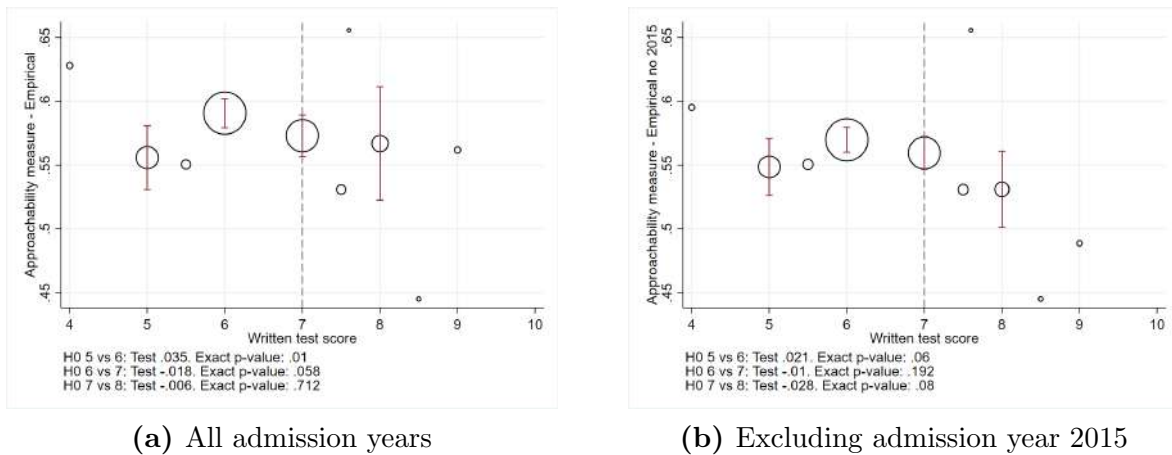 Approachability measure - Empirical
.65
.6
.55
.5
.45
4 5 6 7 8 9 10
Written test score
H0 5 vs 6: Test .035. Exact p-value: .01
H0 6 vs 7: Test -.018. Exact p-value: .058
H0 7 vs 8: Test -.006. Exact p-value: .712
(a) All admission years
Approachability measure - Empirical no 2015
.65
.6
.55
.5
.45
4 5 6 7 8 9 10
Written test score
H0 5 vs 6: Test .021. Exact p-value: .06
H0 6 vs 7: Test -.01. Exact p-value: .192
H0 7 vs 8: Test -.028. Exact p-value: .08
(b) Excluding admission year 2015